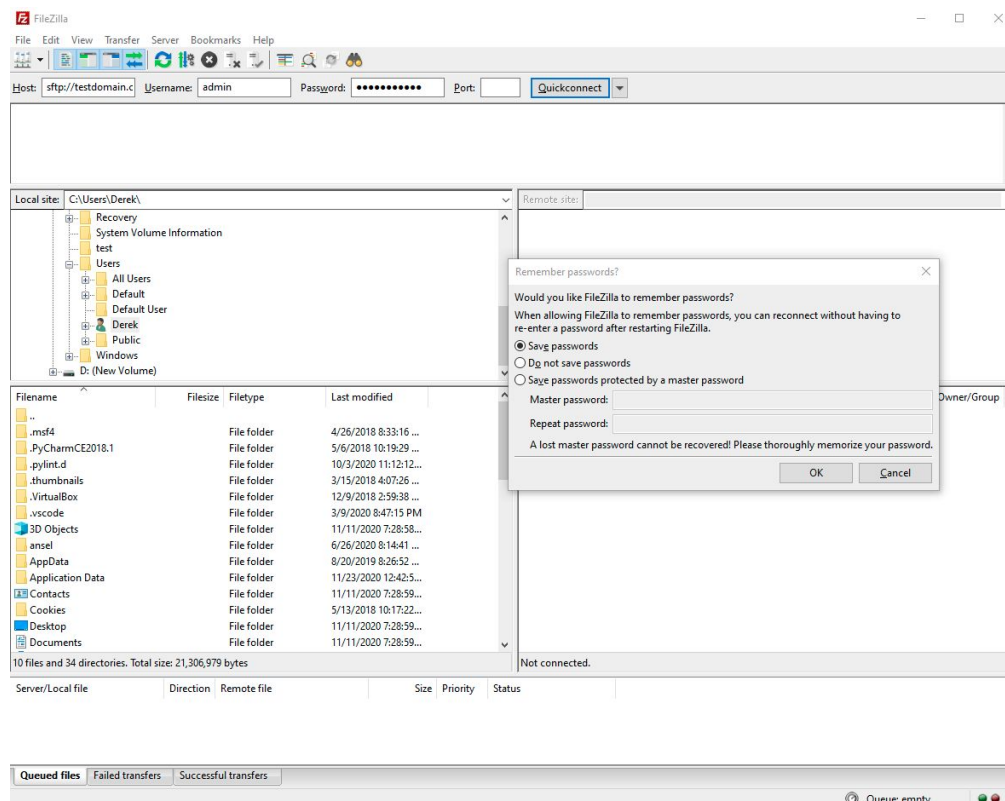 FileZilla
File Edit View Transfer Server Bookmarks Help
Host: sftp://testdomain.c Username: admin Password: ●●●●●●●●●●● Port: Quickconnect
Local site: C:\Users\Derek\ Remote site:
Recovery
System Volume Information
test
Users
All Users
Default
Default User
Derek
Public
Windows
D: (New Volume)
Remember passwords?
Would you like FileZilla to remember passwords?
When allowing FileZilla to remember passwords, you can reconnect without having to
re-enter a password after restarting FileZilla.
Save passwords
Do not save passwords
Save passwords protected by a master password
Master password:
Repeat password:
A lost master password cannot be recovered! Please thoroughly memorize your password.
OK Cancel
Filename Filesize Filetype Last modified Owner/Group
..
.msf4 File folder 4/26/2018 8:33:16 ...
.PyCharmCE2018.1 File folder 5/6/2018 10:19:29 ...
.pylint.d File folder 10/3/2020 11:12:12...
.thumbnails File folder 3/15/2018 4:07:26 ...
.VirtualBox File folder 12/9/2018 2:59:38 ...
.vscode File folder 3/9/2020 8:47:15 PM
3D Objects File folder 11/11/2020 7:28:58...
ansel File folder 6/26/2020 8:14:41 ...
AppData File folder 8/20/2019 8:26:52 ...
Application Data File folder 11/23/2020 12:42:5...
Contacts File folder 11/11/2020 7:28:59...
Cookies File folder 5/13/2018 10:17:22...
Desktop File folder 11/11/2020 7:28:59...
Documents File folder 11/11/2020 7:28:59...
10 files and 34 directories. Total size: 21,306,979 bytes Not connected.
Server/Local file Direction Remote file Size Priority Status
Queued files Failed transfers Successful transfers
Queue: empty